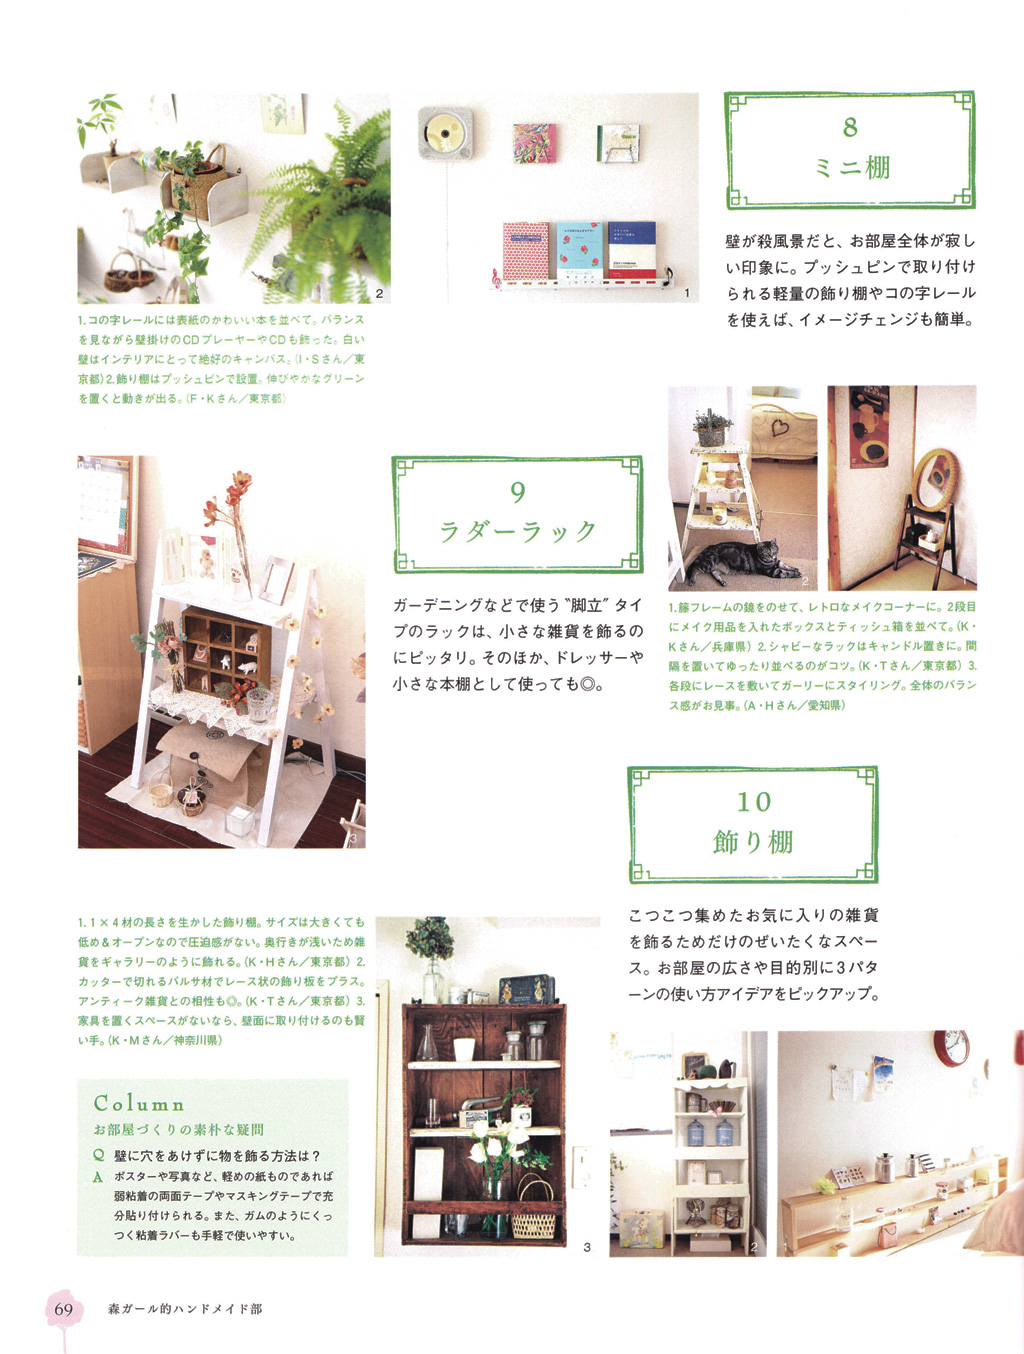 8
ミニ棚
壁が殺風景だと、お部屋全体が寂し
い印象に。プッシュピンで取り付け
られる軽量の飾り棚やコの字レール
を使えば、イメージチェンジも簡単。
2
1
1.コの字レールには表紙のかわいい本を並べて。バランス
を見ながら壁掛けのCDプレーヤーやCDも飾った。白い
壁はインテリアにとって絶好のキャンバス。(I・Sさん／東
京都)2.飾り棚はプッシュピンで設置。伸びやかなグリーン
を置くと動きが出る。(F・Kさん／東京都)
9
ラダーラック
ガーデニングなどで使う“脚立”タイ
プのラックは、小さな雑貨を飾るの
にピッタリ。そのほか、ドレッサーや
小さな本棚として使っても◎。
3
2
1
1.籐フレームの鏡をのせて、レトロなメイクコーナーに。2段目
にメイク用品を入れたボックスとティッシュ箱を並べて。(K・
Kさん／兵庫県) 2.シャビーなラックはキャンドル置きに。間
隔を置いてゆったり並べるのがコツ。(K・Tさん／東京都) 3.
各段にレースを敷いてガーリーにスタイリング。全体のバラン
ス感がお見事。(A・Hさん／愛知県)
10
飾り棚
こつこつ集めたお気に入りの雑貨
を飾るためだけのぜいたくなスペー
ス。お部屋の広さや目的別に3パタ
ーンの使い方アイデアをピックアップ。
1.1×4材の長さを生かした飾り棚。サイズは大きくても
低め&オープンなので圧迫感がない。奥行きが浅いため雑
貨をギャラリーのように飾れる。(K・Hさん／東京都) 2.
カッターで切れるバルサ材でレース状の飾り板をプラス。
アンティーク雑貨との相性も◎。(K・Tさん／東京都) 3.
家具を置くスペースがないなら、壁面に取り付けるのも賢
い手。(K・Mさん／神奈川県)
3
2
1
Column
お部屋づくりの素朴な疑問
Q 壁に穴をあけずに物を飾る方法は?
A ポスターや写真など、軽めの紙ものであれば
弱粘着の両面テープやマスキングテープで充
分貼り付けられる。また、ガムのようにくっ
つく粘着ラバーも手軽で使いやすい。
69 森ガール的ハンドメイド部